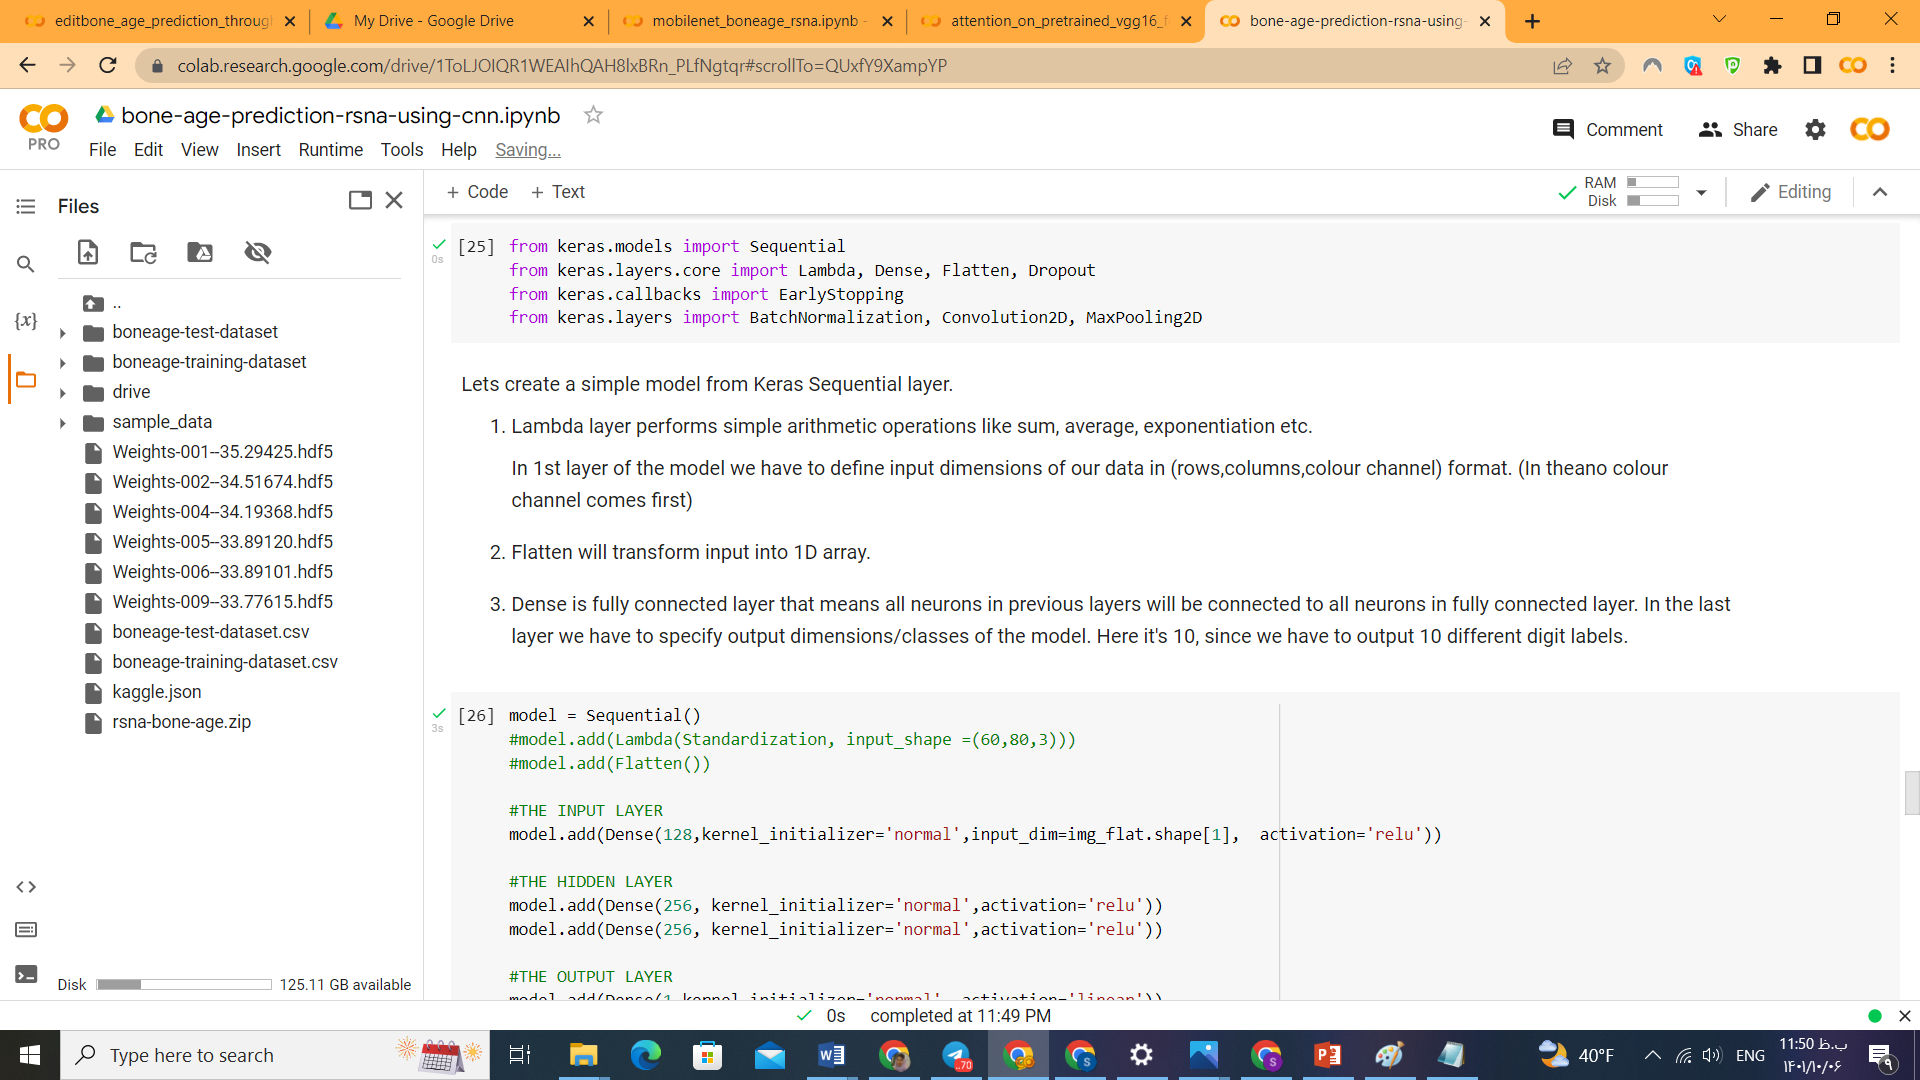 editbone_age_prediction_throug
My Drive - Google Drive
mobilenet_boneage_rsna.ipynb -
attention_on_pretrained_vgg16_f
bone-age-prediction-rsna-using-
colab.research.google.com/drive/1ToLJOIQR1WEAIhQAH8lxBRn_PLfNgtqr#scrollTo=QUxfY9XampYP
PRO
bone-age-prediction-rsna-using-cnn.ipynb
File Edit View Insert Runtime Tools Help Saving...
Comment
Share
Files
+ Code + Text
RAM
Disk
Editing
..
boneage-test-dataset
boneage-training-dataset
drive
sample_data
Weights-001--35.29425.hdf5
Weights-002--34.51674.hdf5
Weights-004--34.19368.hdf5
Weights-005--33.89120.hdf5
Weights-006--33.89101.hdf5
Weights-009--33.77615.hdf5
boneage-test-dataset.csv
boneage-training-dataset.csv
kaggle.json
rsna-bone-age.zip
Disk 125.11 GB available
{x}
[25] from keras.models import Sequential
0s
from keras.layers.core import Lambda, Dense, Flatten, Dropout
from keras.callbacks import EarlyStopping
from keras.layers import BatchNormalization, Convolution2D, MaxPooling2D
Lets create a simple model from Keras Sequential layer.
1. Lambda layer performs simple arithmetic operations like sum, average, exponentiation etc.
In 1st layer of the model we have to define input dimensions of our data in (rows,columns,colour channel) format. (In theano colour
channel comes first)
2. Flatten will transform input into 1D array.
3. Dense is fully connected layer that means all neurons in previous layers will be connected to all neurons in fully connected layer. In the last
layer we have to specify output dimensions/classes of the model. Here it's 10, since we have to output 10 different digit labels.
[26] model = Sequential()
3s
#model.add(Lambda(Standardization, input_shape =(60,80,3)))
#model.add(Flatten())
#THE INPUT LAYER
model.add(Dense(128,kernel_initializer='normal',input_dim=img_flat.shape[1], activation='relu'))
#THE HIDDEN LAYER
model.add(Dense(256, kernel_initializer='normal',activation='relu'))
model.add(Dense(256, kernel_initializer='normal',activation='relu'))
#THE OUTPUT LAYER
model.add(Dense(1,kernel_initializer='normal', activation='linear'))
0s completed at 11:49 PM
Type here to search
70
40°F
ENG
11:50 ب.ظ
۱۴۰۱/۱۰/۰۶
۹